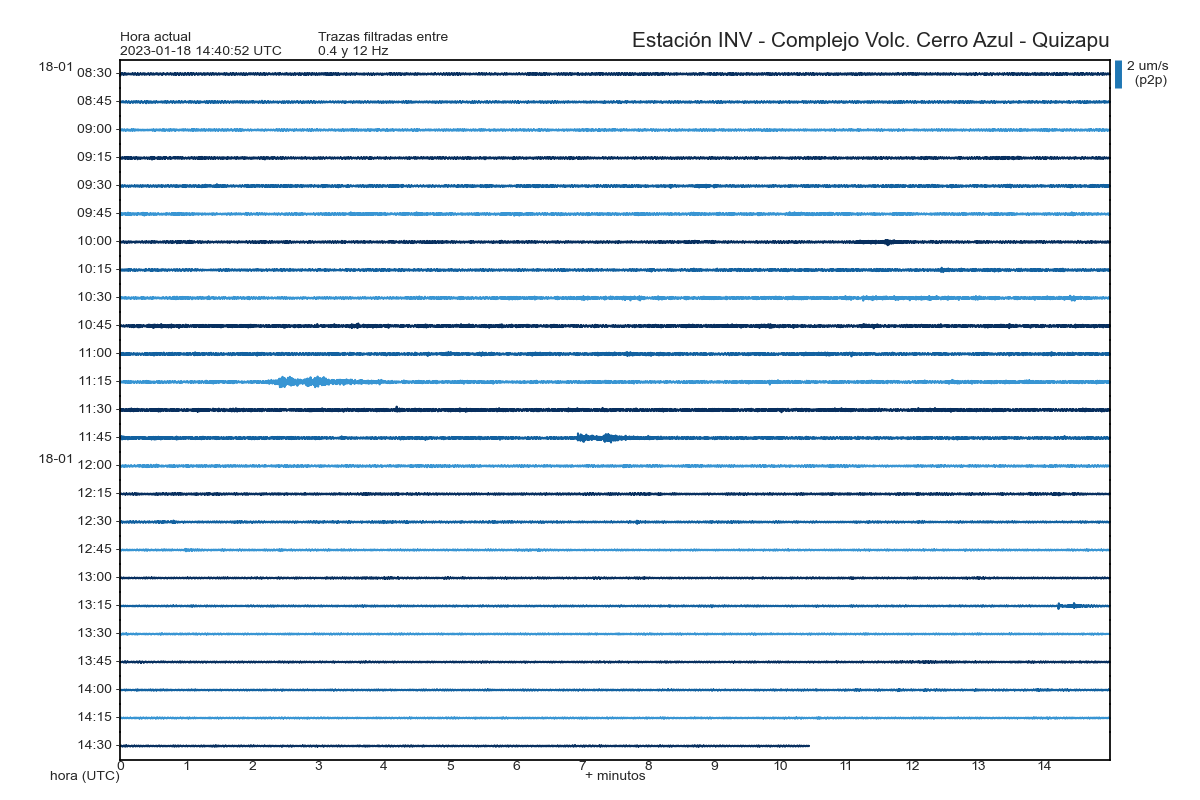 Hora actual
2023-01-18 14:40:52 UTC
Trazas filtradas entre
0.4 y 12 Hz
Estación INV - Complejo Volc. Cerro Azul - Quizapu
2 um/s
(p2p)
18-01 08:30
08:45
09:00
09:15
09:30
09:45
10:00
10:15
10:30
10:45
11:00
11:15
11:30
11:45
18-01 12:00
12:15
12:30
12:45
13:00
13:15
13:30
13:45
14:00
14:15
14:30
0 1 2 3 4 5 6 7 8 9 10 11 12 13 14
hora (UTC)
+ minutos